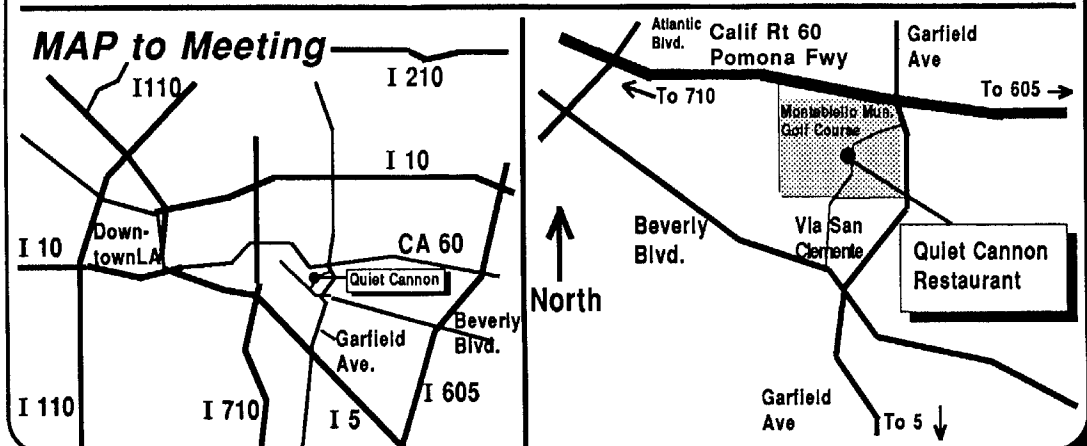 MAP to Meeting
I 210
I110
I 10
Down-
townLA
I 10
CA 60
Quiet Cannon
Beverly
Blvd.
Garfield
Ave.
I 605
I 110
I 710
I 5
Atlantic
Blvd.
Calif Rt 60
Pomona Fwy
Garfield
Ave
To 710
To 605
Montebiello Mun.
Golf Course
Beverly
Blvd.
Via San
Clemente
Quiet Cannon
Restaurant
North
Garfield
Ave
To 5